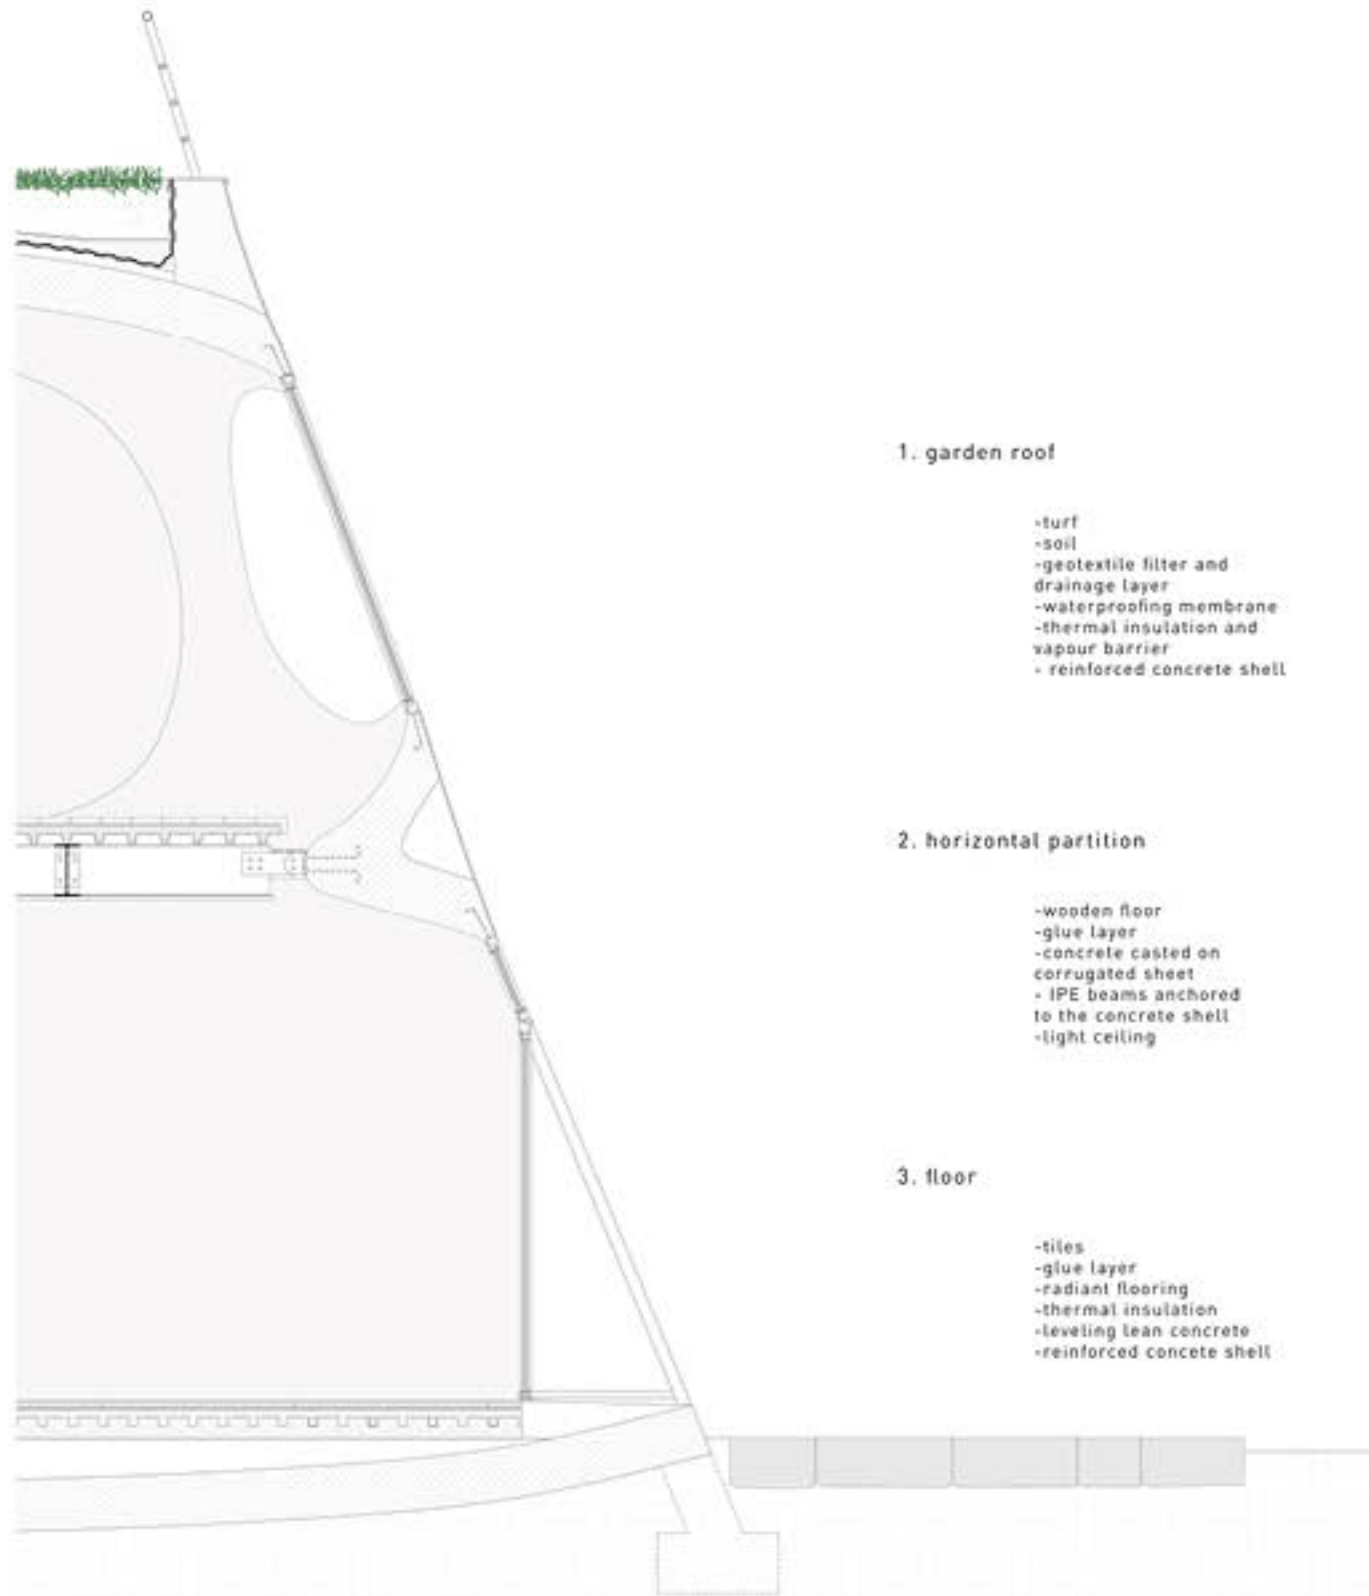 1. garden roof
-turf
-soil
-geotextile filter and
drainage layer
-waterproofing membrane
-thermal insulation and
vapour barrier
- reinforced concrete shell
2. horizontal partition
-wooden floor
-glue layer
-concrete casted on
corrugated sheet
- IPE beams anchored
to the concrete shell
-light ceiling
3. floor
-tiles
-glue layer
-radiant flooring
-thermal insulation
-leveling lean concrete
-reinforced concete shell